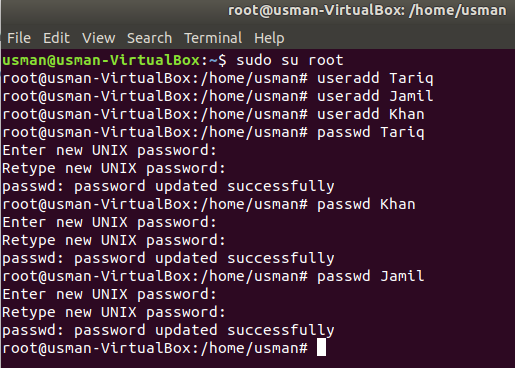 root@usman-VirtualBox: /home/usman
File Edit View Search Terminal Help
usman@usman-VirtualBox:~$ sudo su root
root@usman-VirtualBox:/home/usman# useradd Tariq
root@usman-VirtualBox:/home/usman# useradd Jamil
root@usman-VirtualBox:/home/usman# useradd Khan
root@usman-VirtualBox:/home/usman# passwd Tariq
Enter new UNIX password:
Retype new UNIX password:
passwd: password updated successfully
root@usman-VirtualBox:/home/usman# passwd Khan
Enter new UNIX password:
Retype new UNIX password:
passwd: password updated successfully
root@usman-VirtualBox:/home/usman# passwd Jamil
Enter new UNIX password:
Retype new UNIX password:
passwd: password updated successfully
root@usman-VirtualBox:/home/usman#